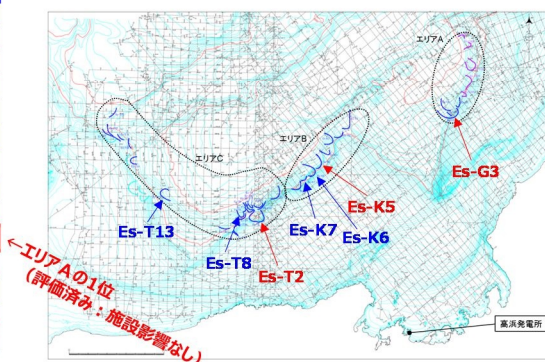 エリアA
Es-G3
エリアB
エリアC
Es-K5
Es-T13
Es-K7
Es-K6
Es-T8
Es-T2
←エリアAの1位
(評価済み:施設影響なし)
高浜発電所